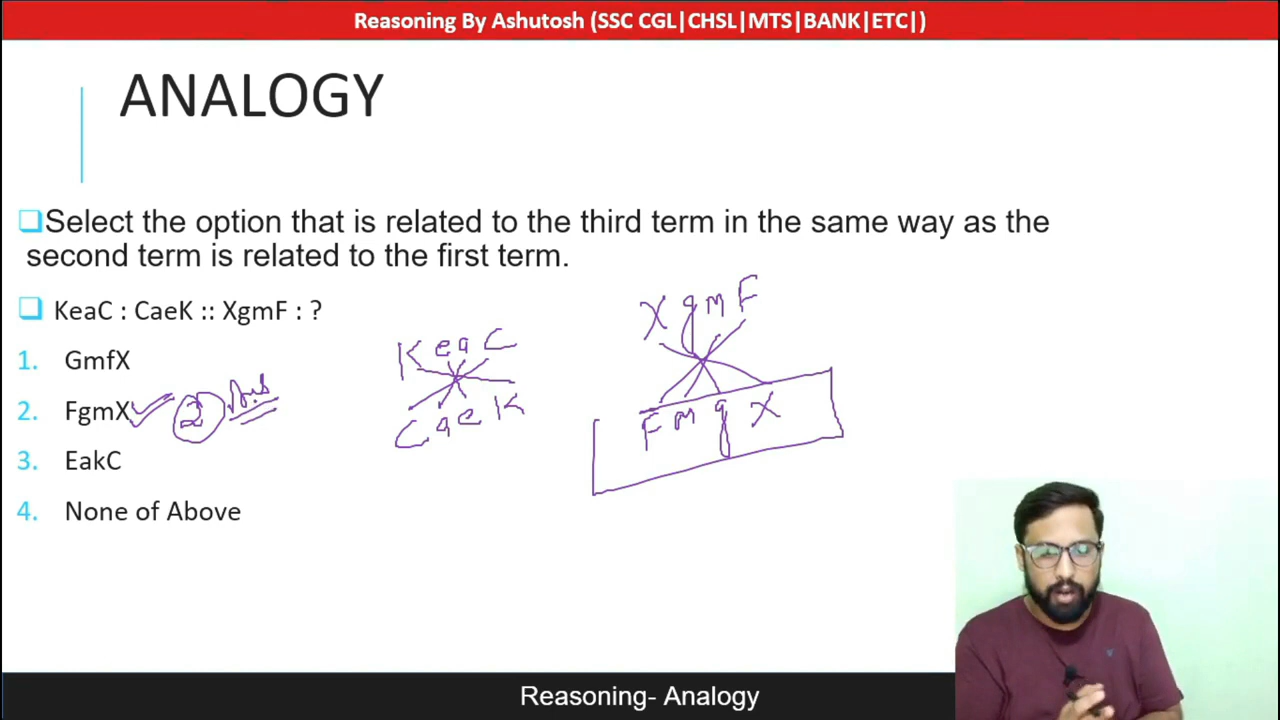 Reasoning By Ashutosh (SSC CGL|CHSL|MTS|BANK|ETC|)
ANALOGY
Select the option that is related to the third term in the same way as the
second term is related to the first term.
KeaC : CaeK :: XgmF : ?
1. GmfX
2. FgmX 2 Ans
3. EakC
4. None of Above
KeaC
CaeK
XgmF
FmgX
Reasoning- Analogy